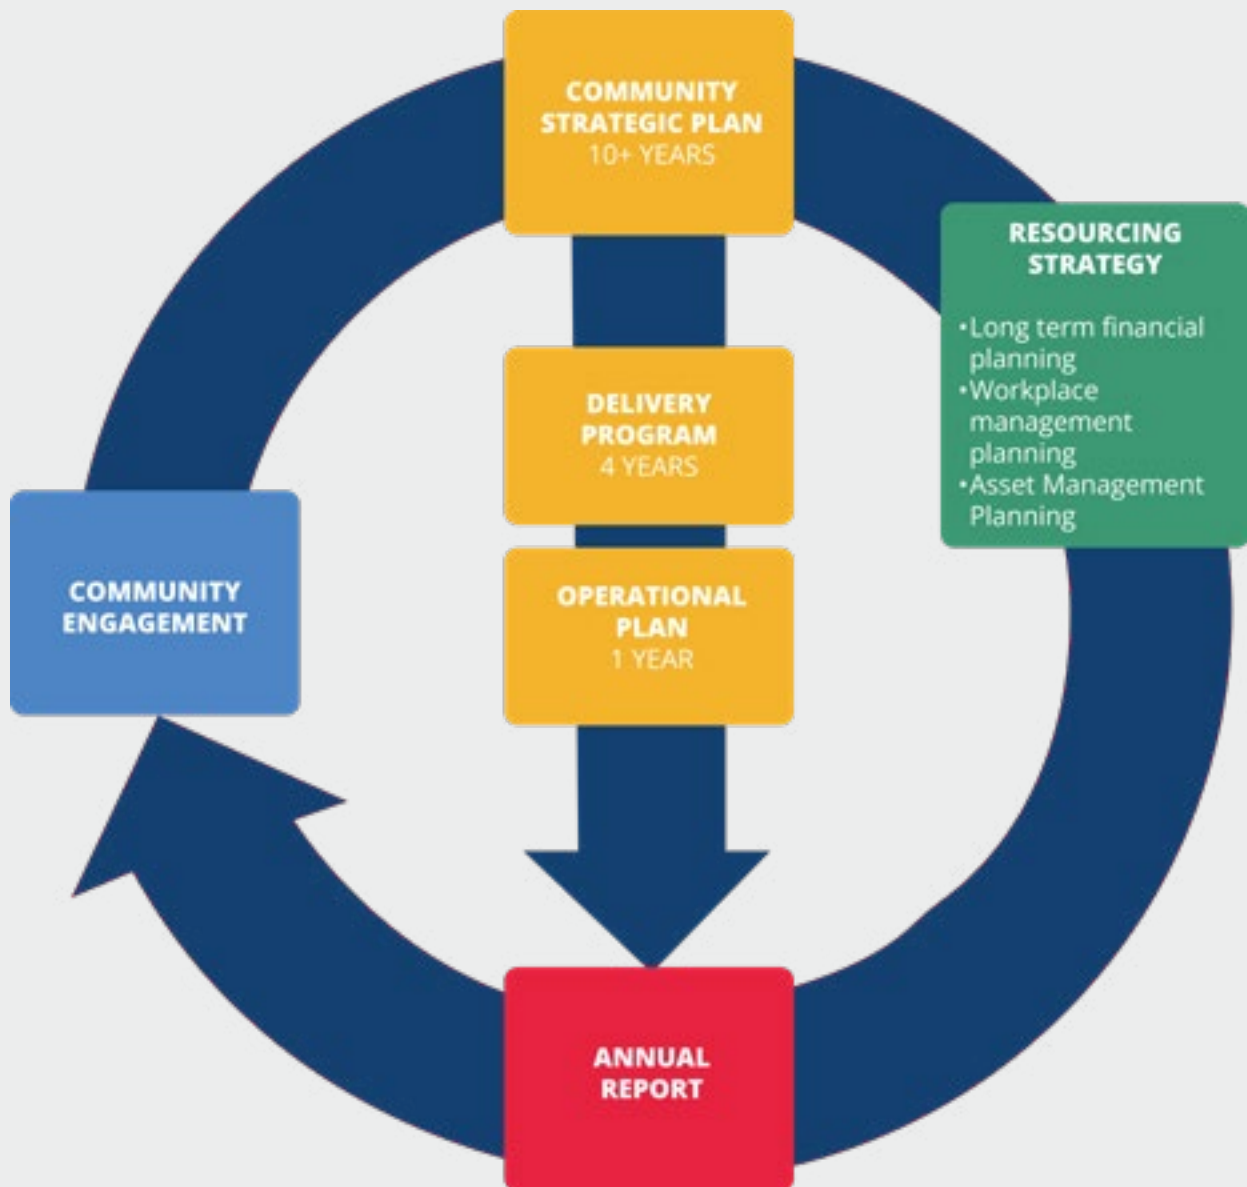 COMMUNITY
STRATEGIC PLAN
10+ YEARS
RESOURCING
STRATEGY
•Long term financial
planning
•Workplace
management
planning
•Asset Management
Planning
DELIVERY
PROGRAM
4 YEARS
OPERATIONAL
PLAN
1 YEAR
COMMUNITY
ENGAGEMENT
ANNUAL
REPORT